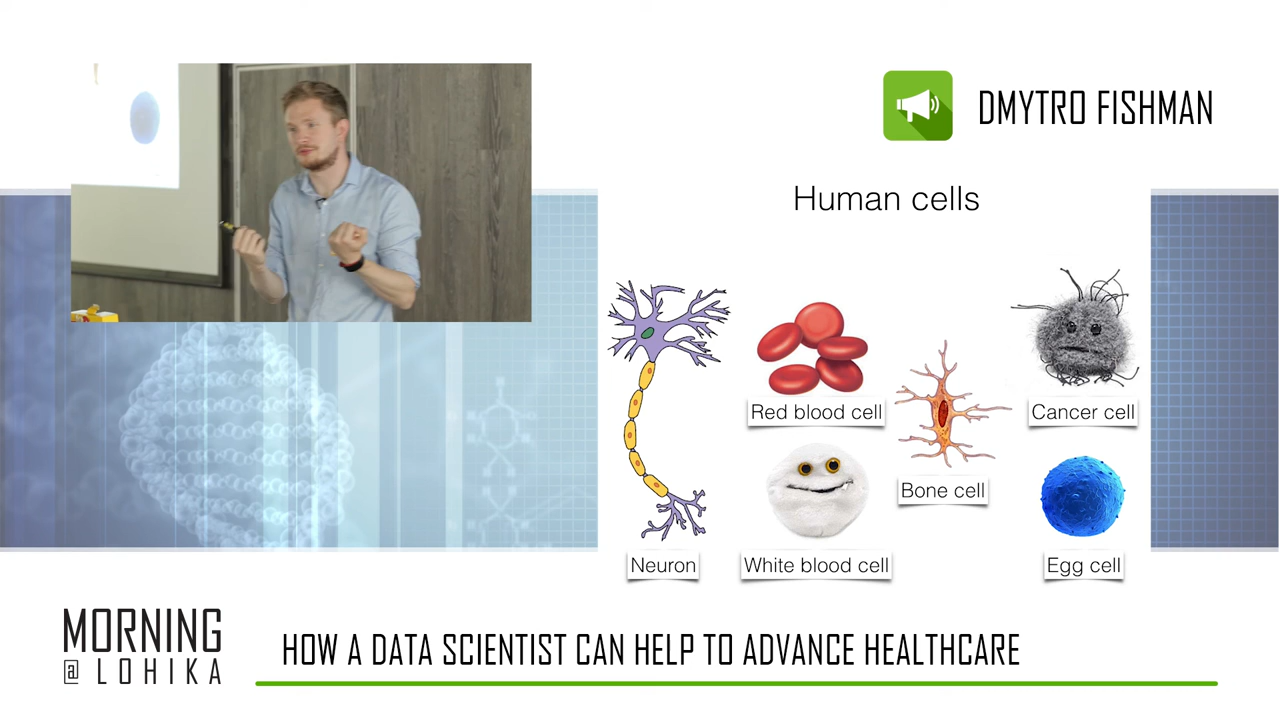 DMYTRO FISHMAN
Human cells
Red blood cell
Cancer cell
Bone cell
Neuron
White blood cell
Egg cell
MORNING
@ LOHIKA
HOW A DATA SCIENTIST CAN HELP TO ADVANCE HEALTHCARE